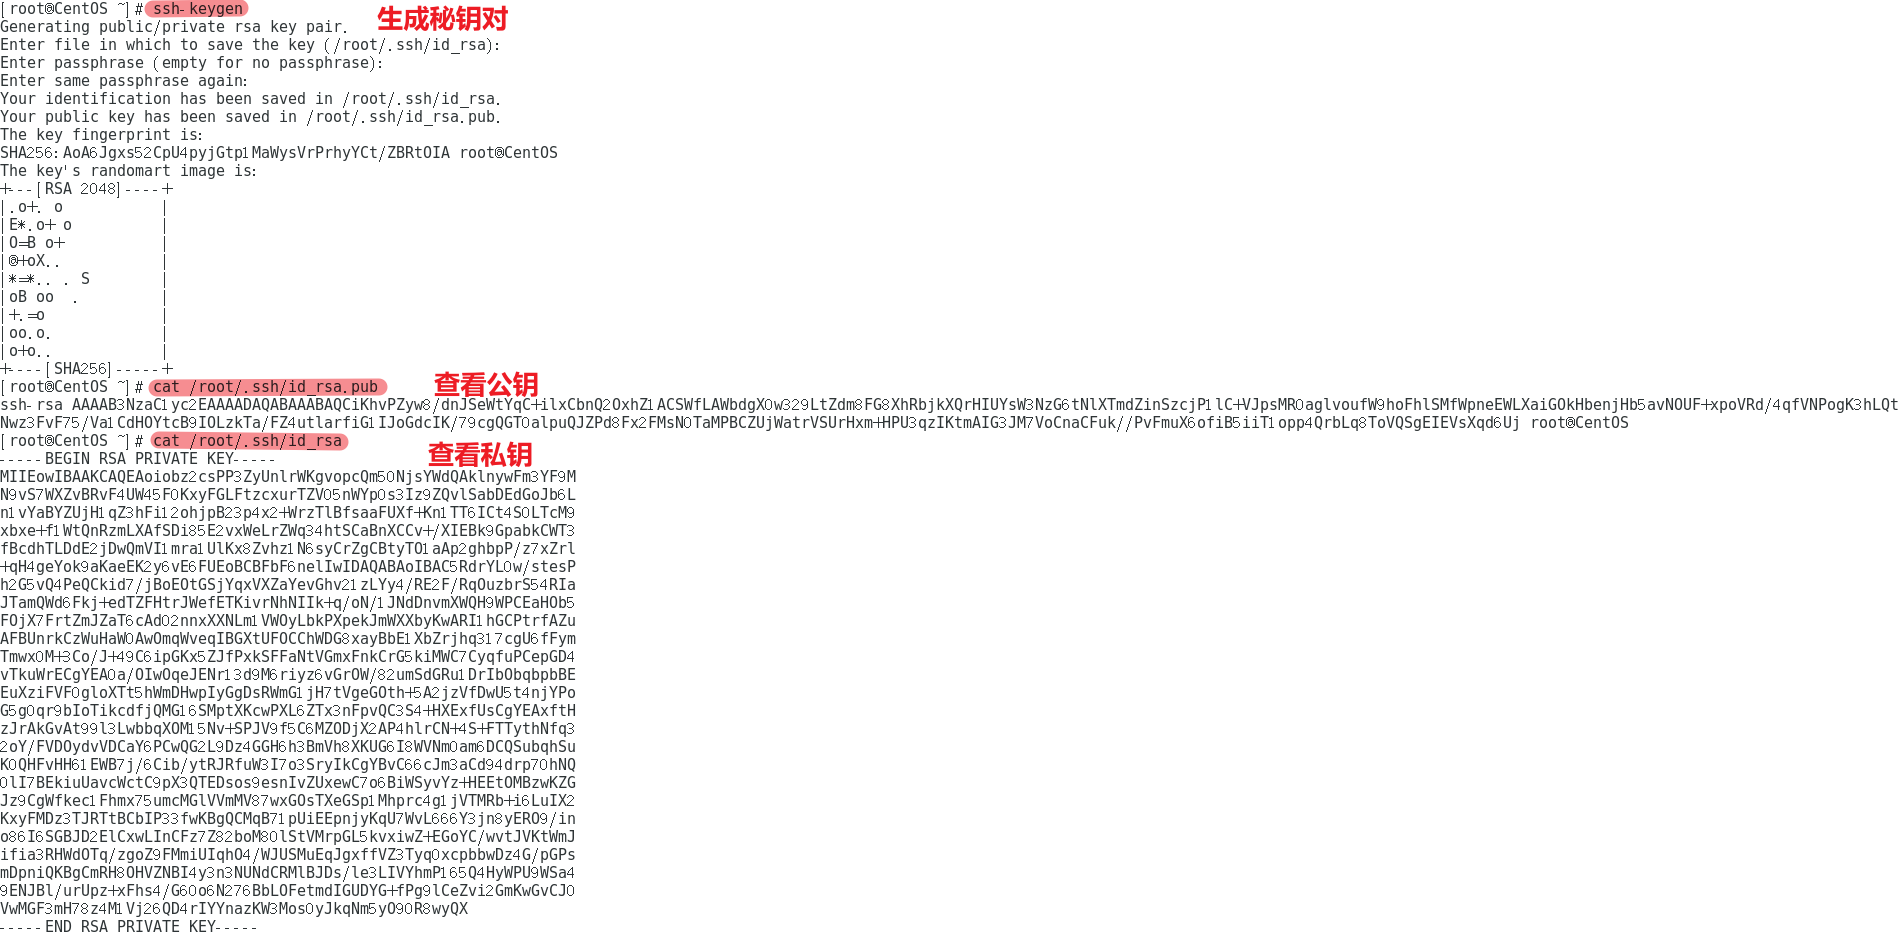 [root@CentOS ~]# ssh-keygen 生成秘钥对
Generating public/private rsa key pair.
Enter file in which to save the key (/root/.ssh/id_rsa):
Enter passphrase (empty for no passphrase):
Enter same passphrase again:
Your identification has been saved in /root/.ssh/id_rsa.
Your public key has been saved in /root/.ssh/id_rsa.pub.
The key fingerprint is:
SHA256:AoA6Jgxs52CpU4pyjGtp1MaWysVrPrhyYCt/ZBRtOIA root@CentOS
The key's randomart image is:
+---[RSA 2048]----+
|.o+. o           |
|E*.o+ o          |
|O=B o+           |
|@+oX..           |
|*=*.. . S        |
|oB oo  .         |
|+.=o             |
|oo.o.            |
|o+o..            |
+----[SHA256]-----+
[root@CentOS ~]# cat /root/.ssh/id_rsa.pub 查看公钥
ssh-rsa AAAAB3NzaC1yc2EAAAADAQABAAABAQCiKhvPZyw8/dnJSeWtYqC+ilxCbnQ2OxhZ1ACSWfLAWbdgX0w329LtZdm8FG8XhRbjkXQrHIUYsW3NzG6tNlXTmdZinSzcjP1lC+VJpsMR0aglvoufW9hoFhlSMfWpneEWLXaiGOkHbenjHb5avNOUF+xpoVRd/4qfVNPogK3hLQt
Nwz3FvF75/Va1CdHOYtcB9IOLzkTa/FZ4utlarfiG1IJoGdcIK/79cgQGT0alpuQJZPd8Fx2FMsN0TaMPBCZUjWatrVSUrHxm+HPU3qzIKtmAIG3JM7VoCnaCFuk//PvFmuX6ofiB5iiT1opp4QrbLq8ToVQSgEIEVsXqd6Uj root@CentOS
[root@CentOS ~]# cat /root/.ssh/id_rsa 查看私钥
-----BEGIN RSA PRIVATE KEY-----
MIIEowIBAAKCAQEAoiobz2csPP3ZyUnlrWKgvopcQm50NjsYWdQAklnywFm3YF9M
N9vS7WXZvBRvF4UW45F0KxyFGLFtzcxurTZV05nWYp0s3Iz9ZQvlSabDEdGoJb6L
n1vYaBYZUjH1qZ3hFi12ohjpB23p4x2+WrzTlBfsaaFUXf+Kn1TT6ICt4S0LTcM9
xbxe+f1WtQnRzmLXAfSDi85E2vxWeLrZWq34htSCaBnXCCv+/XIEBk9GpabkCWT3
fBcdhTLDdE2jDwQmVI1mra1UlKx8Zvhz1N6syCrZgCBtyTO1aAp2ghbpP/z7xZrl
+qH4geYok9aKaeEK2y6vE6FUEoBCBFbF6nelIwIDAQABAoIBAC5RdrYL0w/stesP
h2G5vQ4PeQCkid7/jBoEOtGSjYqxVXZaYevGhv21zLYy4/RE2F/RqOuzbrS54RIa
JTamQWd6Fkj+edTZFHtrJWefETKivrNhNIIk+q/oN/1JNdDnvmXWQH9WPCEaHOb5
FOjX7FrtZmJZaT6cAd02nnxXXNLm1VWOyLbkPXpekJmWXXbyKwARI1hGCPtrfAZu
AFBUnrkCzWuHaW0AwOmqWveqIBGXtUFOCChWDG8xayBbE1XbZrjhq317cgU6fFym
Tmwx0M+3Co/J+49C6ipGKx5ZJfPxkSFFaNtVGmxFnkCrG5kiMWC7CyqfuPCepGD4
vTkuWrECgYEA0a/OIwOqeJENr13d9M6riyz6vGrOW/82umSdGRu1DrIbObqbpbBE
EuXziFVF0gloXTt5hWmDHwpIyGgDsRWmG1jH7tVgeGOth+5A2jzVfDwU5t4njYPo
G5g0qr9bIoTikcdfjQMG16SMptXKcwPXL6ZTx3nFpvQC3S4+HXExfUsCgYEAxftH
zJrAkGvAt99l3LwbbqXOM15Nv+SPJV9f5C6MZODjX2AP4hlrCN+4S+FTTythNfq3
2oY/FVDOydvVDCaY6PCwQG2L9Dz4GGH6h3BmVh8XKUG6I8WVNm0am6DCQSubqhSu
K0QHFvHH61EWB7j/6Cib/ytRJRfuW3I7o3SryIkCgYBvC66cJm3aCd94drp70hNQ
0lI7BEkiuUavcWctC9pX3QTEDsos9esnIvZUxewC7o6BiWSyvYz+HEEtOMBzwKZG
Jz9CgWfkec1Fhmx75umcMGlVVmMV87wxGOsTXeGSp1Mhprc4g1jVTMRb+i6LuIX2
KxyFMDz3TJRTtBCbIP33fwKBgQCMqB71pUiEEpnjyKqU7WvL666Y3jn8yERO9/in
o86I6SGBJD2ElCxwLInCFz7Z82boM80lStVMrpGL5kvxiwZ+EGoYC/wvtJVKtWmJ
ifia3RHWdOTq/zgoZ9FMmiUIqhO4/WJUSMuEqJgxffVZ3Tyq0xcpbbwDz4G/pGPs
mDpniQKBgCmRH8OHVZNBI4y3n3NUNdCRMlBJDs/le3LIVYhmP165Q4HyWPU9WSa4
9ENJBl/urUpz+xFhs4/G60o6N276BbLOFetmdIGUDYG+fPg9lCeZvi2GmKwGvCJ0
VwMGF3mH78z4M1Vj26QD4rIYYnazKW3Mos0yJkqNm5yO90R8wyQX
-----END RSA PRIVATE KEY-----